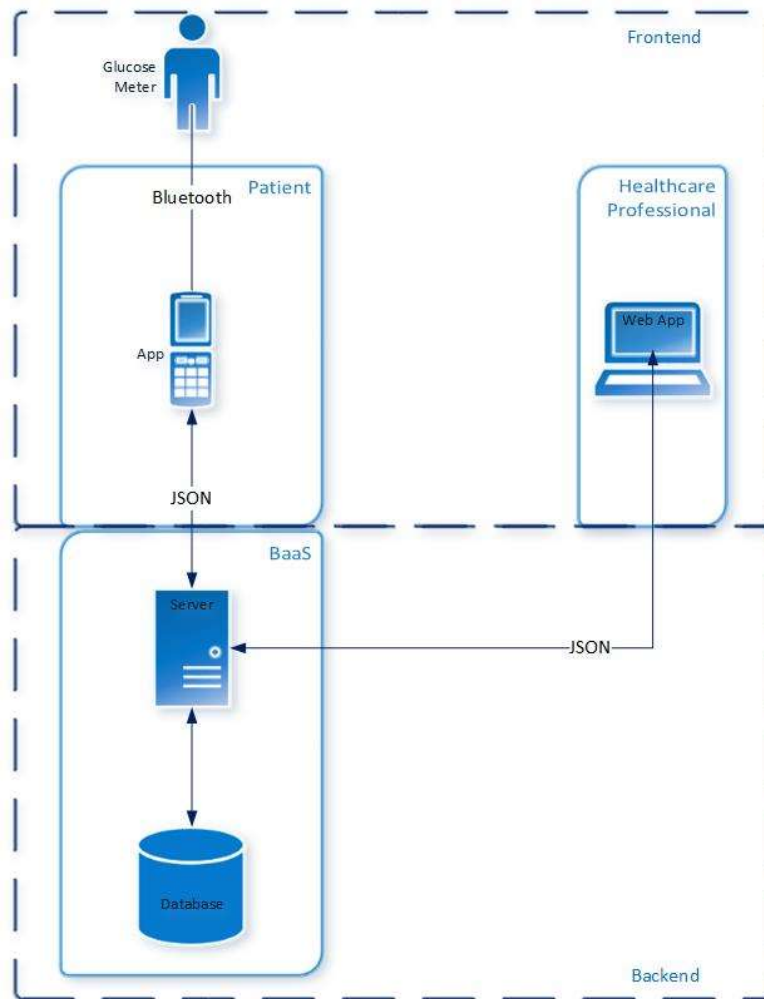 Frontend
Glucose
Meter
Patient
Healthcare
Professional
Bluetooth
Web App
App
JSON
BaaS
Server
JSON
Database
Backend